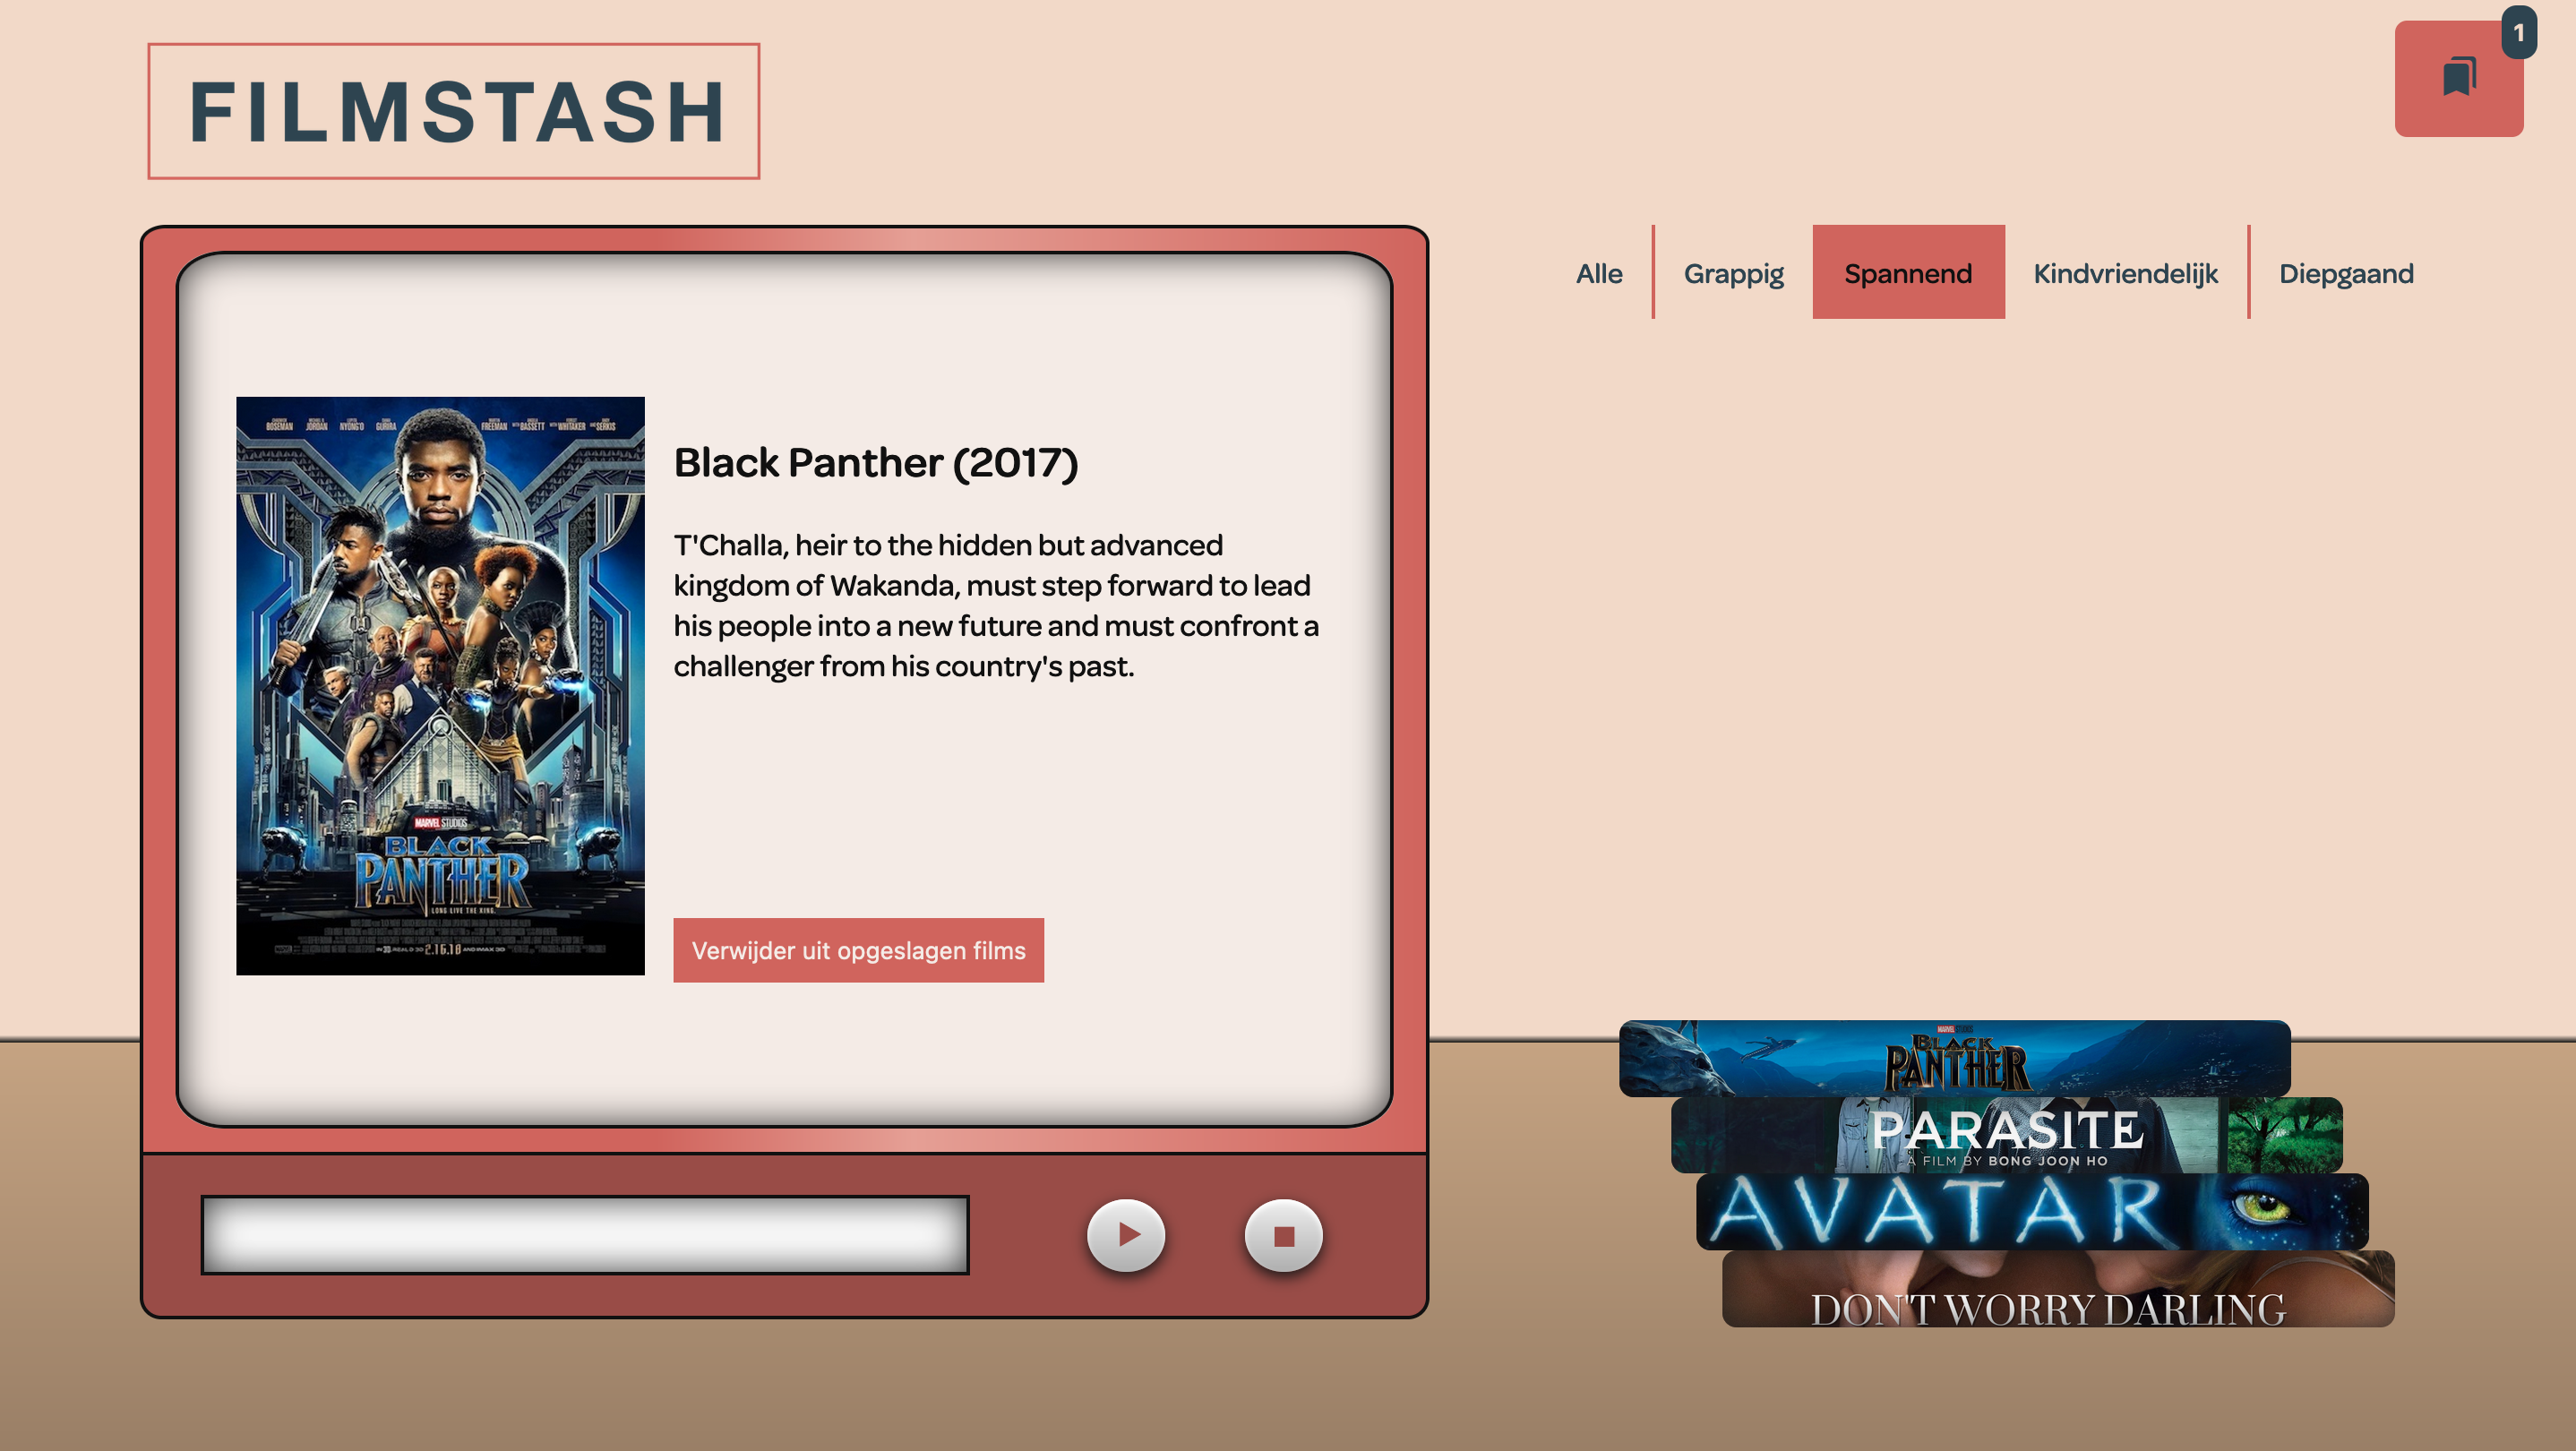 FILMSTASH
1
Alle
Grappig
Spannend
Kindvriendelijk
Diepgaand
BOSEMAN JORDAN NYONG'O GURIRA FREEMAN BASSETT WHITAKER SERKIS
MARVEL STUDIOS
BLACK
PANTHER
LONG LIVE THE KING.
2.16.18
Black Panther (2017)
T'Challa, heir to the hidden but advanced
kingdom of Wakanda, must step forward to lead
his people into a new future and must confront a
challenger from his country's past.
Verwijder uit opgeslagen films
MARVEL STUDIOS
BLACK
PANTHER
PARASITE
A FILM BY BONG JOON HO
AVATAR
DON'T WORRY DARLING